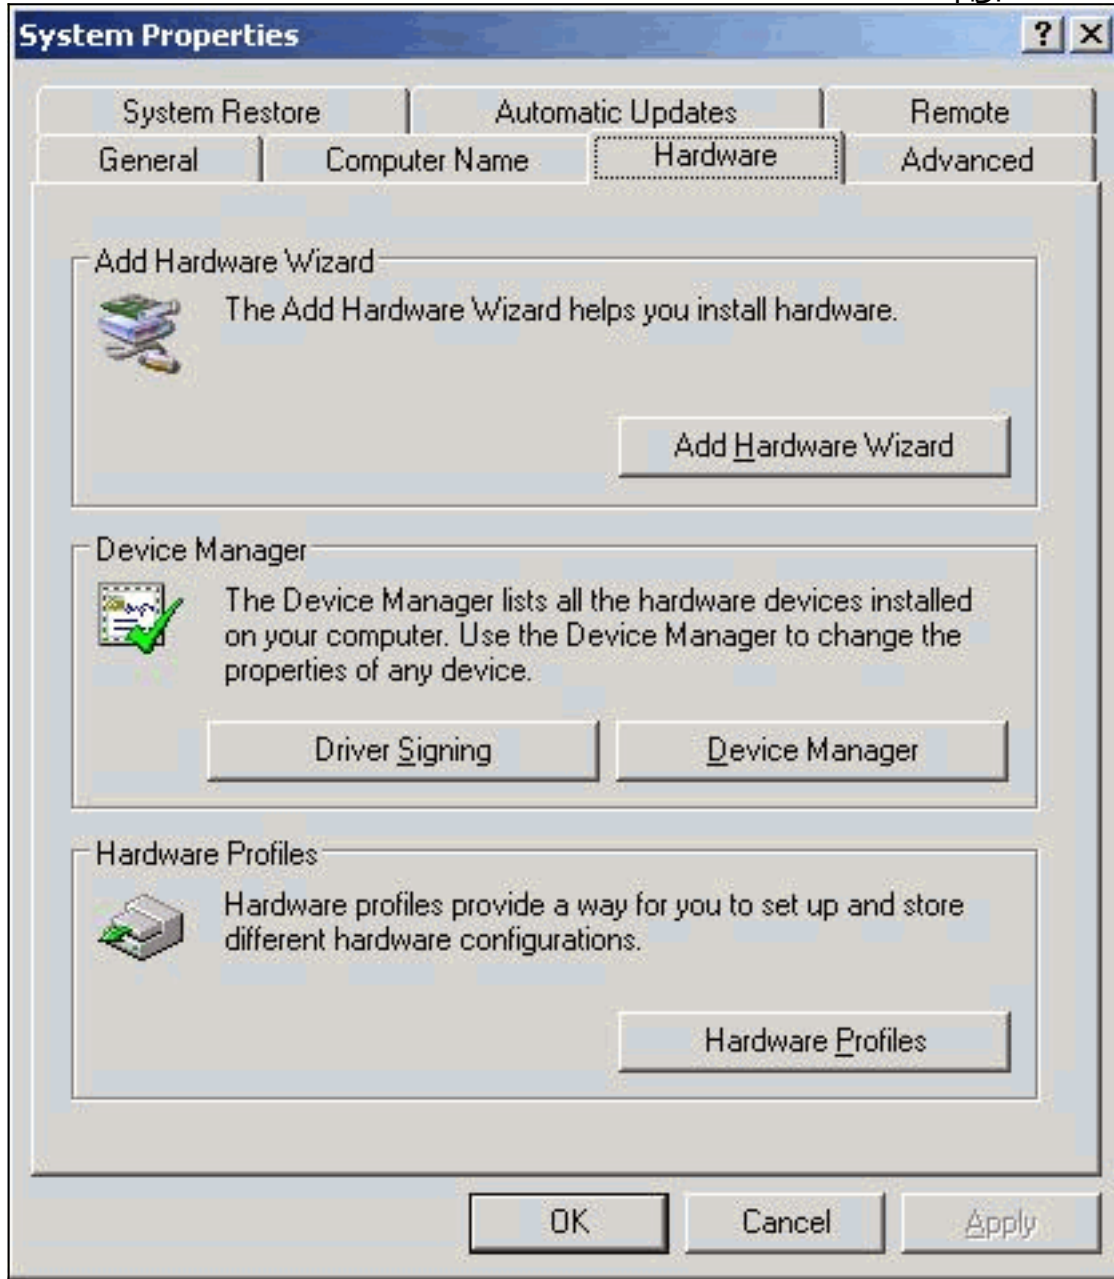 System Properties
System Restore
Automatic Updates
Remote
General
Computer Name
Hardware
Advanced
Add Hardware Wizard
The Add Hardware Wizard helps you install hardware.
Add Hardware Wizard
Device Manager
The Device Manager lists all the hardware devices installed
on your computer. Use the Device Manager to change the
properties of any device.
Driver Signing
Device Manager
Hardware Profiles
Hardware profiles provide a way for you to set up and store
different hardware configurations.
Hardware Profiles
OK
Cancel
Apply